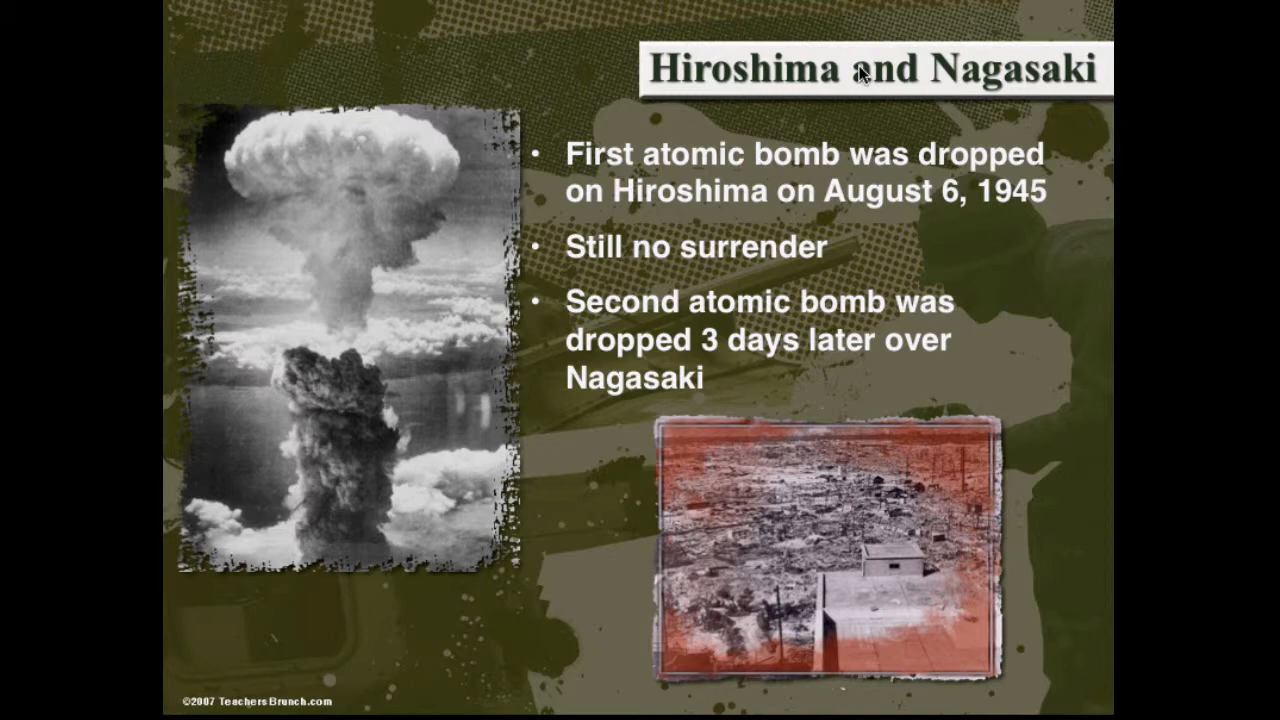 Hiroshima and Nagasaki
• First atomic bomb was dropped
on Hiroshima on August 6, 1945
• Still no surrender
• Second atomic bomb was
dropped 3 days later over
Nagasaki
©2007 TeachersBrunch.com